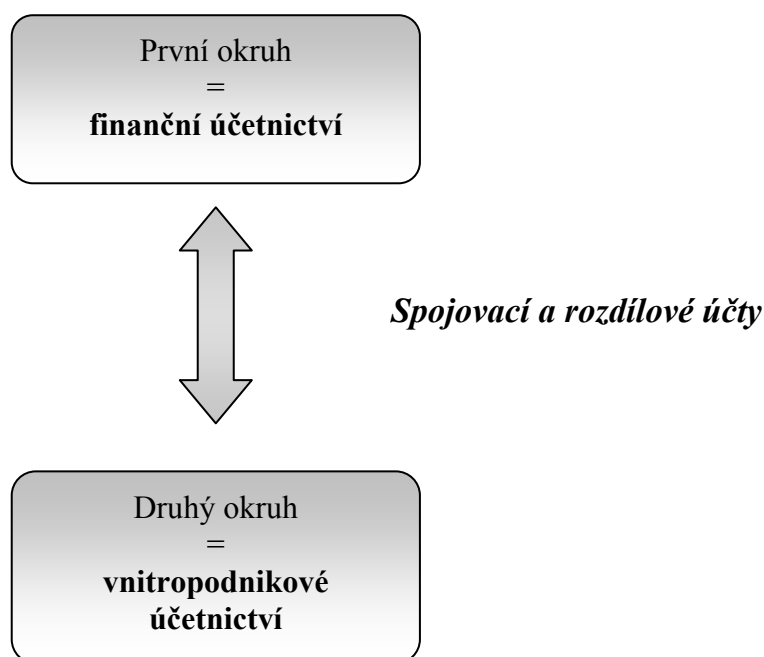 První okruh
=
finanční účetnictví
Spojovací a rozdílové účty
Druhý okruh
=
vnitropodnikové
účetnictví